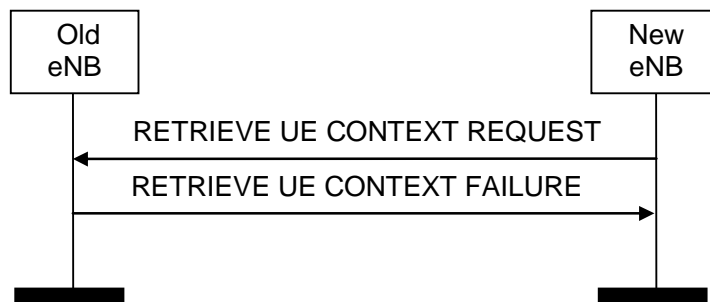 Old
eNB
New
eNB
RETRIEVE UE CONTEXT REQUEST
RETRIEVE UE CONTEXT FAILURE